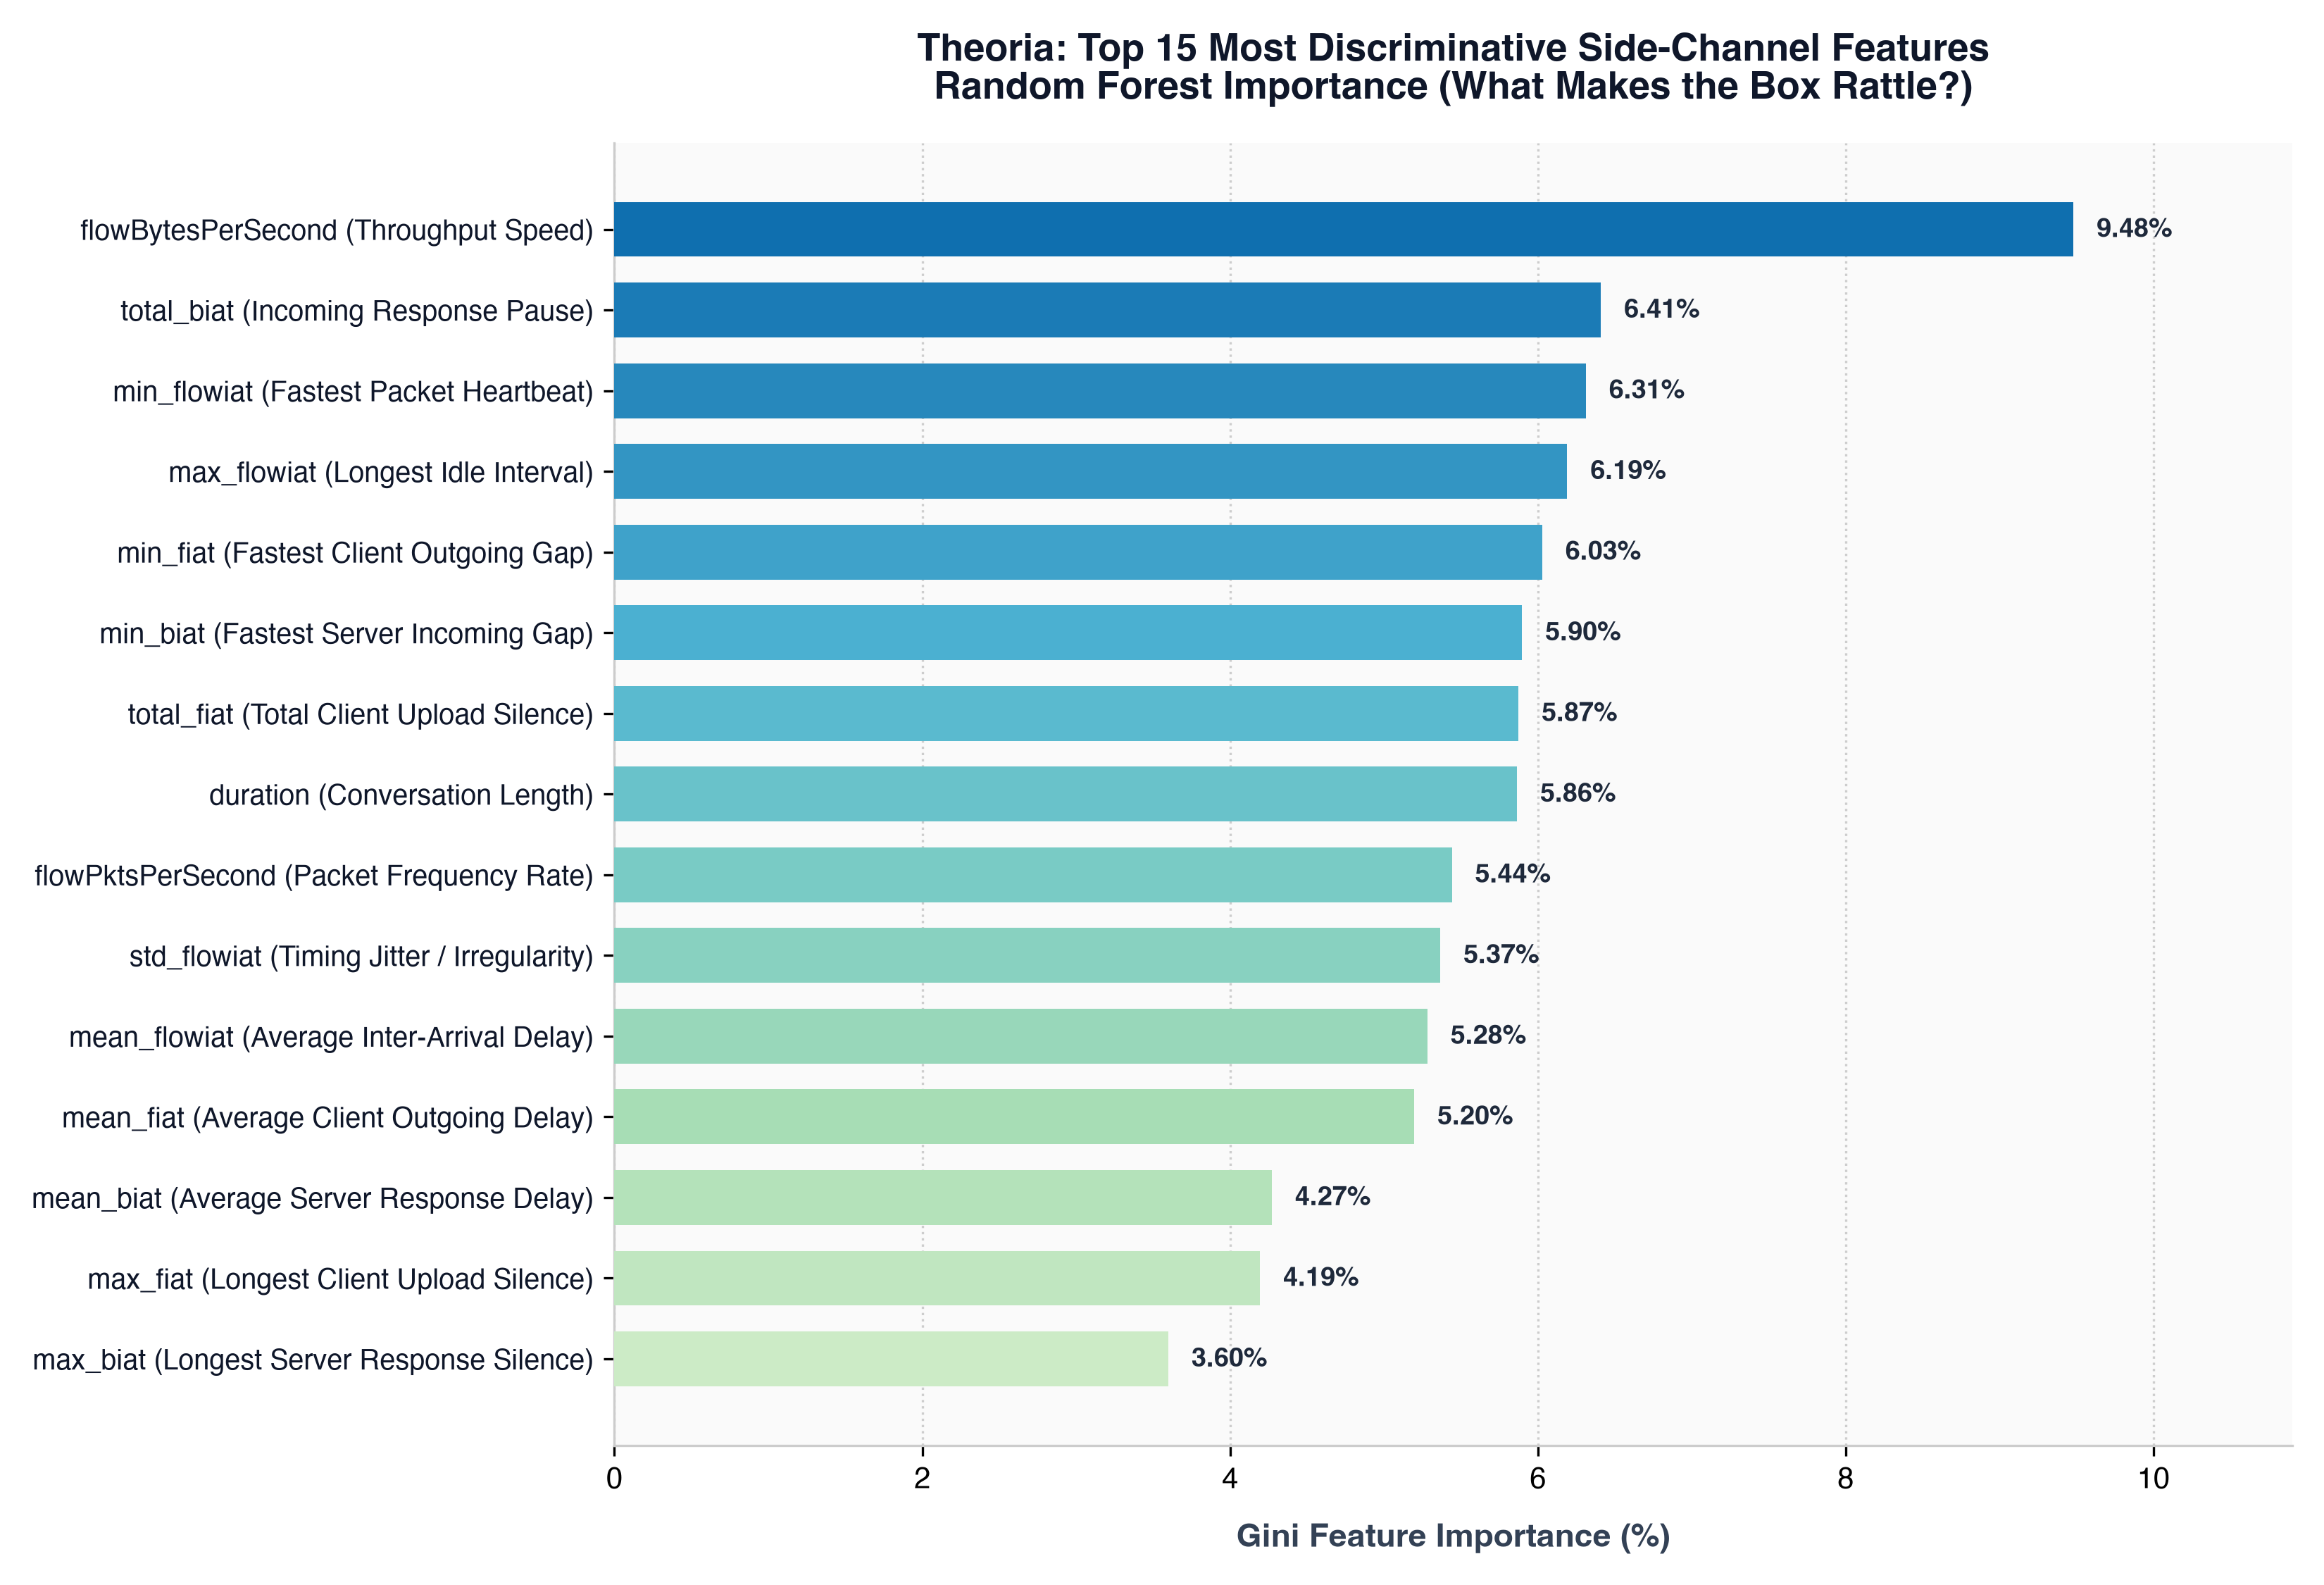 Theoria: Top 15 Most Discriminative Side-Channel Features
Random Forest Importance (What Makes the Box Rattle?)
flowBytesPerSecond (Throughput Speed) 9.48%
total_biat (Incoming Response Pause) 6.41%
min_flowiat (Fastest Packet Heartbeat) 6.31%
max_flowiat (Longest Idle Interval) 6.19%
min_fiat (Fastest Client Outgoing Gap) 6.03%
min_biat (Fastest Server Incoming Gap) 5.90%
total_fiat (Total Client Upload Silence) 5.87%
duration (Conversation Length) 5.86%
flowPktsPerSecond (Packet Frequency Rate) 5.44%
std_flowiat (Timing Jitter / Irregularity) 5.37%
mean_flowiat (Average Inter-Arrival Delay) 5.28%
mean_fiat (Average Client Outgoing Delay) 5.20%
mean_biat (Average Server Response Delay) 4.27%
max_fiat (Longest Client Upload Silence) 4.19%
max_biat (Longest Server Response Silence) 3.60%
0 2 4 6 8 10
Gini Feature Importance (%)